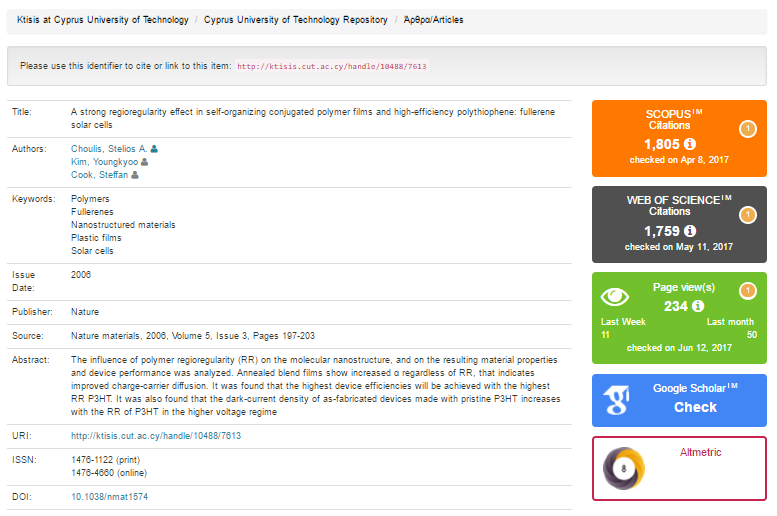 Ktisis at Cyprus University of Technology / Cyprus University of Technology Repository / Άρθρα/Articles
Please use this identifier to cite or link to this item: http://ktisis.cut.ac.cy/handle/10488/7613
Title: A strong regioregularity effect in self-organizing conjugated polymer films and high-efficiency polythiophene: fullerene
solar cells
Authors: Choulis, Stelios A.
Kim, Youngkyoo
Cook, Steffan
Keywords: Polymers
Fullerenes
Nanostructured materials
Plastic films
Solar cells
Issue
Date: 2006
Publisher: Nature
Source: Nature materials, 2006, Volume 5, Issue 3, Pages 197-203
Abstract: The influence of polymer regioregularity (RR) on the molecular nanostructure, and on the resulting material properties
and device performance was analyzed. Annealed blend films show increased α regardless of RR, that indicates
improved charge-carrier diffusion. It was found that the highest device efficiencies will be achieved with the highest
RR P3HT. It was also found that the dark-current density of as-fabricated devices made with pristine P3HT increases
with the RR of P3HT in the higher voltage regime
URI: http://ktisis.cut.ac.cy/handle/10488/7613
ISSN: 1476-1122 (print)
1476-4660 (online)
DOI: 10.1038/nmat1574
SCOPUS™
Citations
1
1,805
checked on Apr 8, 2017
WEB OF SCIENCE™
Citations
1
1,759
checked on May 11, 2017
Page view(s)
1
234
Last Week Last month
11 50
checked on Jun 12, 2017
Google Scholar™
Check
Altmetric
8